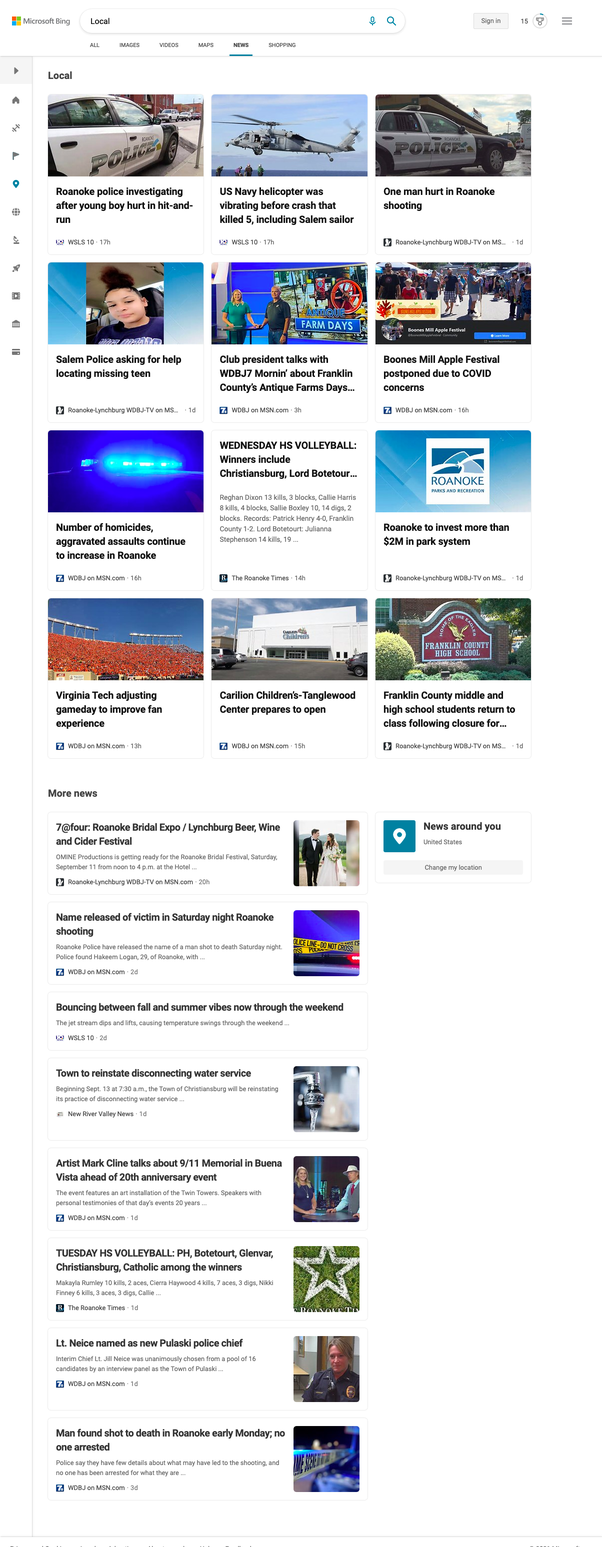 Microsoft Bing
Local
Sign in
15
ALL
IMAGES
VIDEOS
MAPS
NEWS
SHOPPING
Local
POLICE
Roanoke police investigating
after young boy hurt in hit-and-
run
WSLS 10 · 17h
US Navy helicopter was
vibrating before crash that
killed 5, including Salem sailor
WSLS 10 · 17h
POLICE
One man hurt in Roanoke
shooting
Roanoke-Lynchburg WDBJ-TV on MS... · 1d
Salem Police asking for help
locating missing teen
Roanoke-Lynchburg WDBJ-TV on MS... · 1d
FARM DAYS
Club president talks with
WDBJ7 Mornin' about Franklin
County's Antique Farms Days...
WDBJ on MSN.com · 3h
Boones Mill Apple Festival
Boones Mill Apple Festival
postponed due to COVID
concerns
WDBJ on MSN.com · 16h
Number of homicides,
aggravated assaults continue
to increase in Roanoke
WDBJ on MSN.com · 16h
WEDNESDAY HS VOLLEYBALL:
Winners include
Christiansburg, Lord Botetour...
Reghan Dixon 13 kills, 3 blocks, Callie Harris
8 kills, 4 blocks, Sallie Boxley 10, 14 digs, 2
blocks. Records: Patrick Henry 4-0, Franklin
County 1-2. Lord Botetour: Julianna
Stephenson 14 kills, 19 ...
The Roanoke Times · 14h
ROANOKE
PARKS AND RECREATION
Roanoke to invest more than
$2M in park system
Roanoke-Lynchburg WDBJ-TV on MS... · 1d
Virginia Tech adjusting
gameday to improve fan
experience
WDBJ on MSN.com · 13h
Children's
Carilion Children's-Tanglewood
Center prepares to open
WDBJ on MSN.com · 15h
HOME OF THE EAGLES
FRANKLIN COUNTY
HIGH SCHOOL
Franklin County middle and
high school students return to
class following closure for...
Roanoke-Lynchburg WDBJ-TV on MS... · 1d
More news
7@four: Roanoke Bridal Expo / Lynchburg Beer, Wine
and Cider Festival
OMINE Productions is getting ready for the Roanoke Bridal Festival, Saturday,
September 11 from noon to 4 p.m. at the Hotel ...
Roanoke-Lynchburg WDBJ-TV on MSN.com · 20h
News around you
United States
Change my location
Name released of victim in Saturday night Roanoke
shooting
Roanoke Police have released the name of a man shot to death Saturday night.
Police found Hakeem Logan, 29, of Roanoke, with ...
WDBJ on MSN.com · 2d
POLICE LINE-DO NOT CROSS
Bouncing between fall and summer vibes now through the weekend
The jet stream dips and lifts, causing temperature swings through the weekend ...
WSLS 10 · 2d
Town to reinstate disconnecting water service
Beginning Sept. 13 at 7:30 a.m., the Town of Christiansburg will be reinstating
its practice of disconnecting water service ...
New River Valley News · 1d
Artist Mark Cline talks about 9/11 Memorial in Buena
Vista ahead of 20th anniversary event
The event features an art installation of the Twin Towers. Speakers with
personal testimonies of that day's events 20 years ...
WDBJ on MSN.com · 1d
TUESDAY HS VOLLEYBALL: PH, Botetourt, Glenvar,
Christiansburg, Catholic among the winners
Makayla Rumley 10 kills, 2 aces, Cierra Haywood 4 kills, 7 aces, 3 digs, Nikki
Finney 6 kills, 3 aces, 3 digs, Callie ...
The Roanoke Times · 1d
Lt. Neice named as new Pulaski police chief
Interim Chief Lt. Jill Neice was unanimously chosen from a pool of 16
candidates by an interview panel as the Town of Pulaski ...
WDBJ on MSN.com · 1d
Man found shot to death in Roanoke early Monday; no
one arrested
Police say they have few details about what may have led to the shooting, and
no one has been arrested for what they are ...
WDBJ on MSN.com · 3d